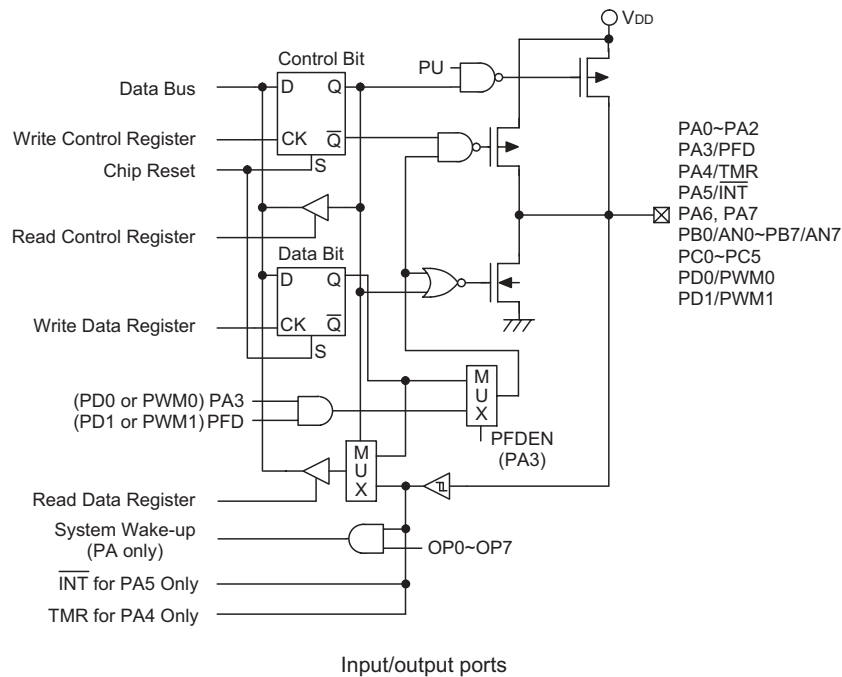 VDD
Control Bit
PU
Data Bus
D
Q
Write Control Register
CK
Q̅
Chip Reset
S
PA0~PA2
PA3/PFD
PA4/TMR
PA5/I̅N̅T̅
PA6, PA7
PB0/AN0~PB7/AN7
PC0~PC5
PD0/PWM0
PD1/PWM1
Read Control Register
Data Bit
D
Q
Write Data Register
CK
Q̅
S
(PD0 or PWM0) PA3
(PD1 or PWM1) PFD
M
U
X
PFDEN
(PA3)
M
U
X
Read Data Register
System Wake-up
(PA only)
OP0~OP7
I̅N̅T̅ for PA5 Only
TMR for PA4 Only
Input/output ports